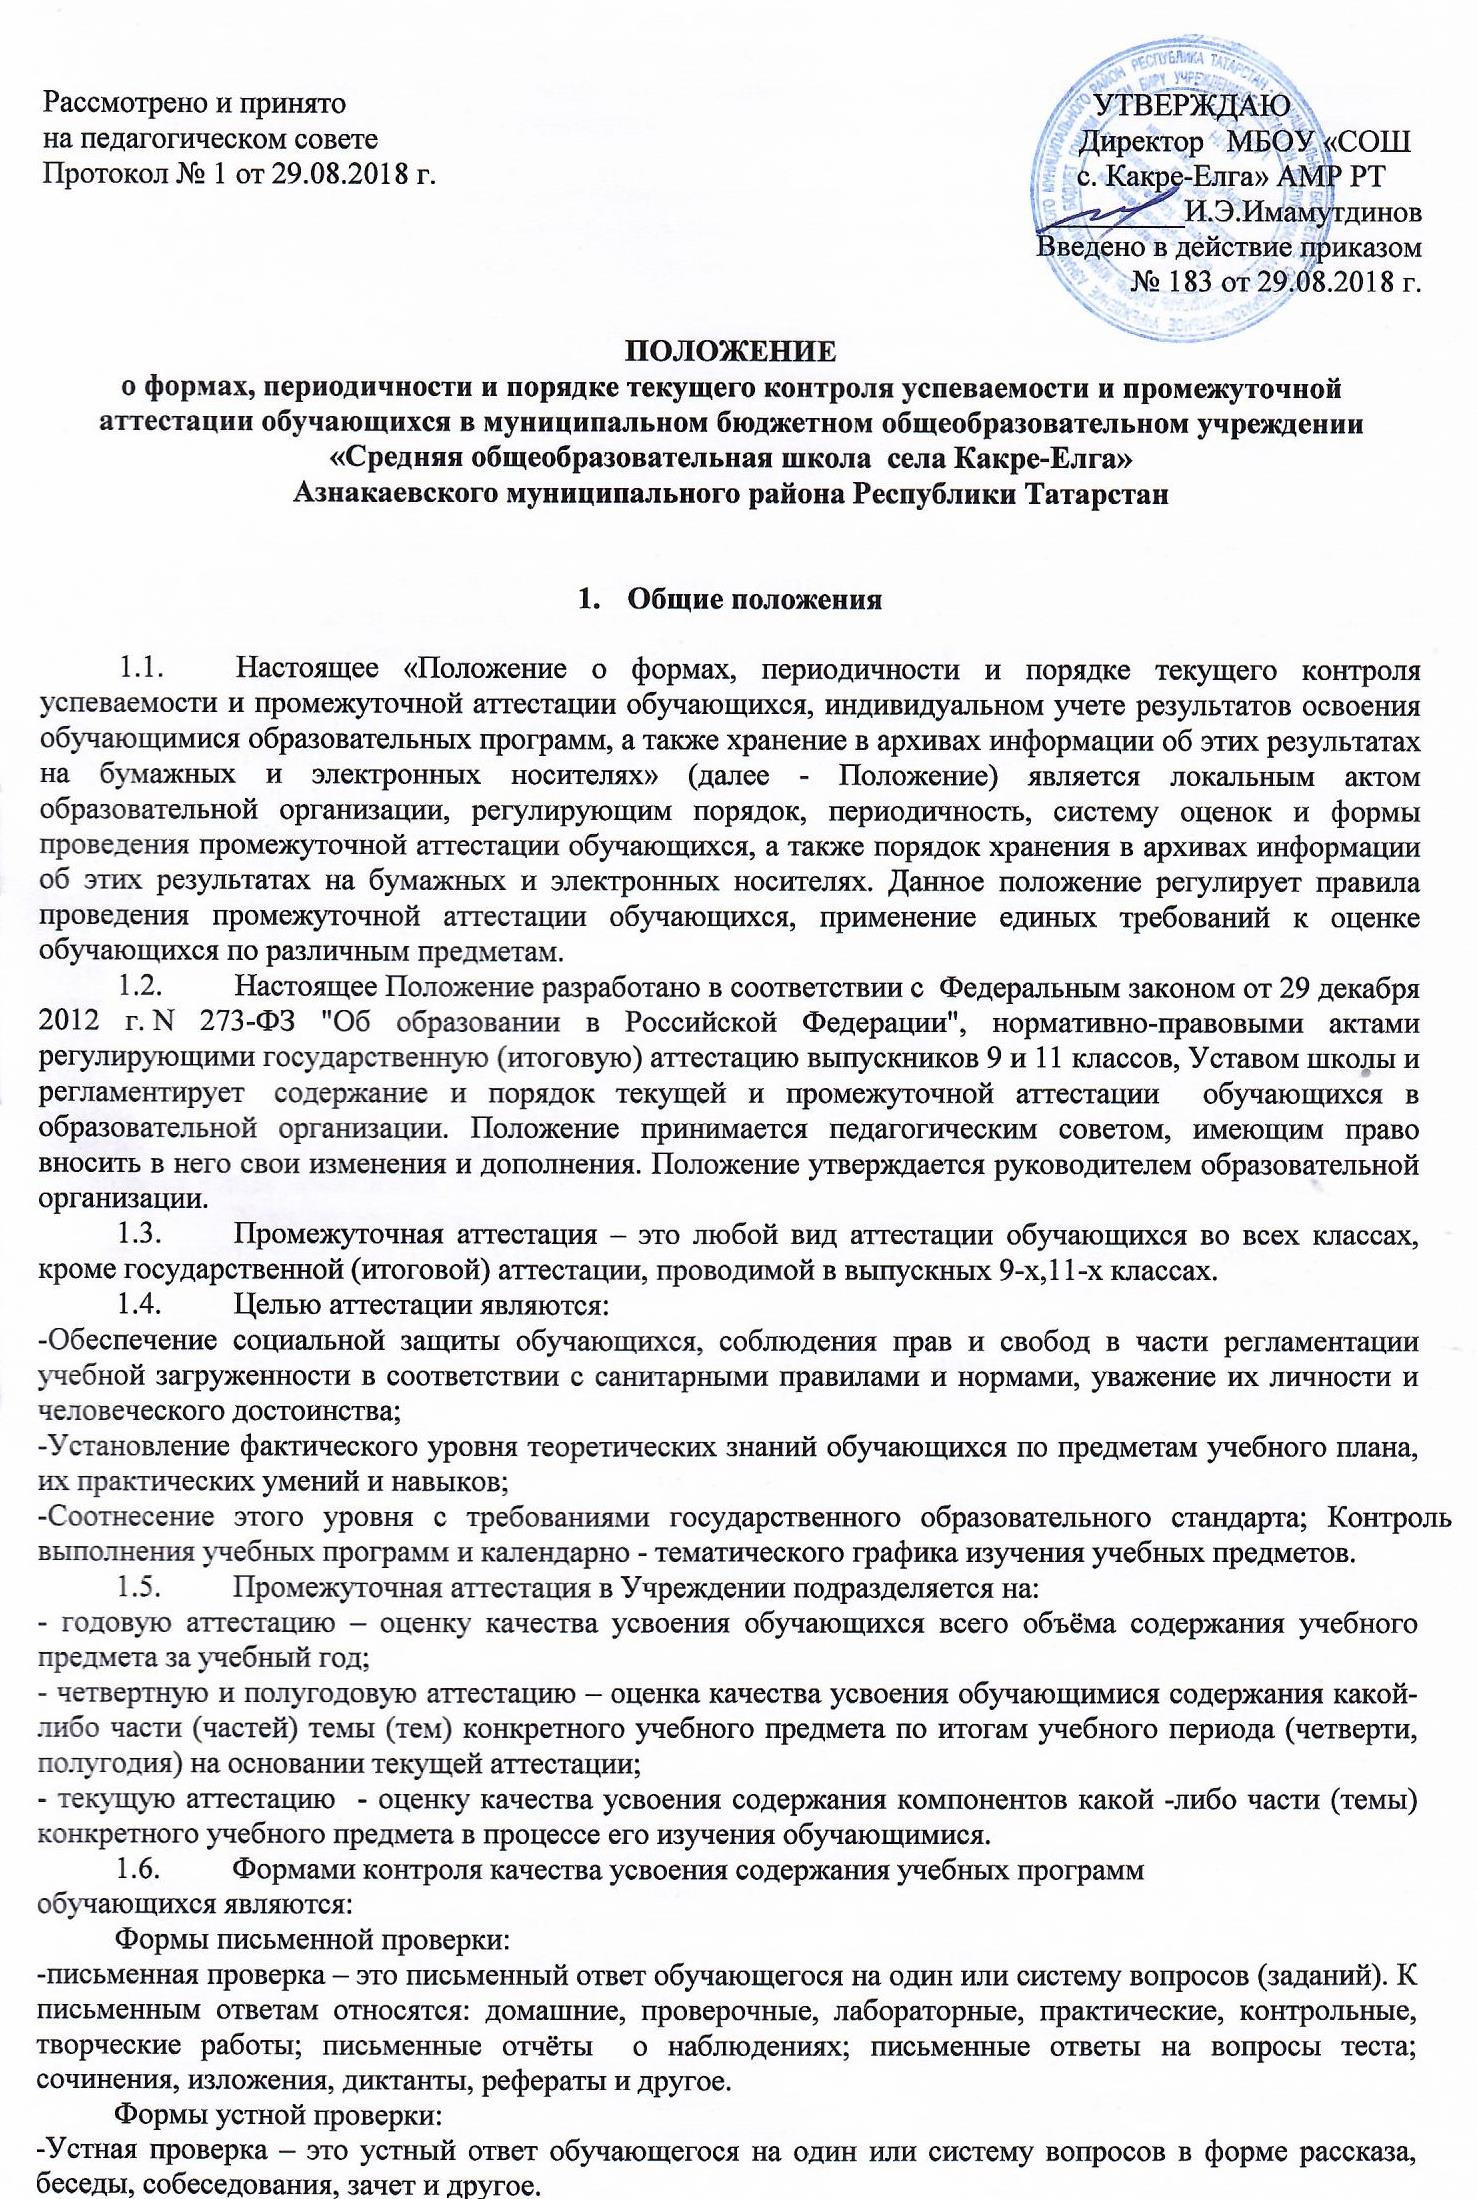 Рассмотрено и принято
на педагогическом совете
Протокол № 1 от 29.08.2018 г.
УТВЕРЖДАЮ
Директор МБОУ «СОШ
с. Какре-Елга» АМР РТ
__________И.Э.Имамутдинов
Введено в действие приказом
№ 183 от 29.08.2018 г.
ПОЛОЖЕНИЕ
о формах, периодичности и порядке текущего контроля успеваемости и промежуточной
аттестации обучающихся в муниципальном бюджетном общеобразовательном учреждении
«Средняя общеобразовательная школа села Какре-Елга»
Азнакаевского муниципального района Республики Татарстан
1. Общие положения
1.1. Настоящее «Положение о формах, периодичности и порядке текущего контроля
успеваемости и промежуточной аттестации обучающихся, индивидуальном учете результатов освоения
обучающимися образовательных программ, а также хранение в архивах информации об этих результатах
на бумажных и электронных носителях» (далее - Положение) является локальным актом
образовательной организации, регулирующим порядок, периодичность, систему оценок и формы
проведения промежуточной аттестации обучающихся, а также порядок хранения в архивах информации
об этих результатах на бумажных и электронных носителях. Данное положение регулирует правила
проведения промежуточной аттестации обучающихся, применение единых требований к оценке
обучающихся по различным предметам.
1.2. Настоящее Положение разработано в соответствии с Федеральным законом от 29 декабря
2012 г. N 273-ФЗ "Об образовании в Российской Федерации", нормативно-правовыми актами
регулирующими государственную (итоговую) аттестацию выпускников 9 и 11 классов, Уставом школы и
регламентирует содержание и порядок текущей и промежуточной аттестации обучающихся в
образовательной организации. Положение принимается педагогическим советом, имеющим право
вносить в него свои изменения и дополнения. Положение утверждается руководителем образовательной
организации.
1.3. Промежуточная аттестация – это любой вид аттестации обучающихся во всех классах,
кроме государственной (итоговой) аттестации, проводимой в выпускных 9-х,11-х классах.
1.4. Целью аттестации являются:
-Обеспечение социальной защиты обучающихся, соблюдения прав и свобод в части регламентации
учебной загруженности в соответствии с санитарными правилами и нормами, уважение их личности и
человеческого достоинства;
-Установление фактического уровня теоретических знаний обучающихся по предметам учебного плана,
их практических умений и навыков;
-Соотнесение этого уровня с требованиями государственного образовательного стандарта; Контроль
выполнения учебных программ и календарно - тематического графика изучения учебных предметов.
1.5. Промежуточная аттестация в Учреждении подразделяется на:
- годовую аттестацию – оценку качества усвоения обучающихся всего объёма содержания учебного
предмета за учебный год;
- четвертную и полугодовую аттестацию – оценка качества усвоения обучающимися содержания какой-
либо части (частей) темы (тем) конкретного учебного предмета по итогам учебного периода (четверти,
полугодия) на основании текущей аттестации;
- текущую аттестацию - оценку качества усвоения содержания компонентов какой -либо части (темы)
конкретного учебного предмета в процессе его изучения обучающимися.
1.6. Формами контроля качества усвоения содержания учебных программ
обучающихся являются:
Формы письменной проверки:
-письменная проверка – это письменный ответ обучающегося на один или систему вопросов (заданий). К
письменным ответам относятся: домашние, проверочные, лабораторные, практические, контрольные,
творческие работы; письменные отчёты о наблюдениях; письменные ответы на вопросы теста;
сочинения, изложения, диктанты, рефераты и другое.
Формы устной проверки:
-Устная проверка – это устный ответ обучающегося на один или систему вопросов в форме рассказа,
беседы, собеседования, зачет и другое.